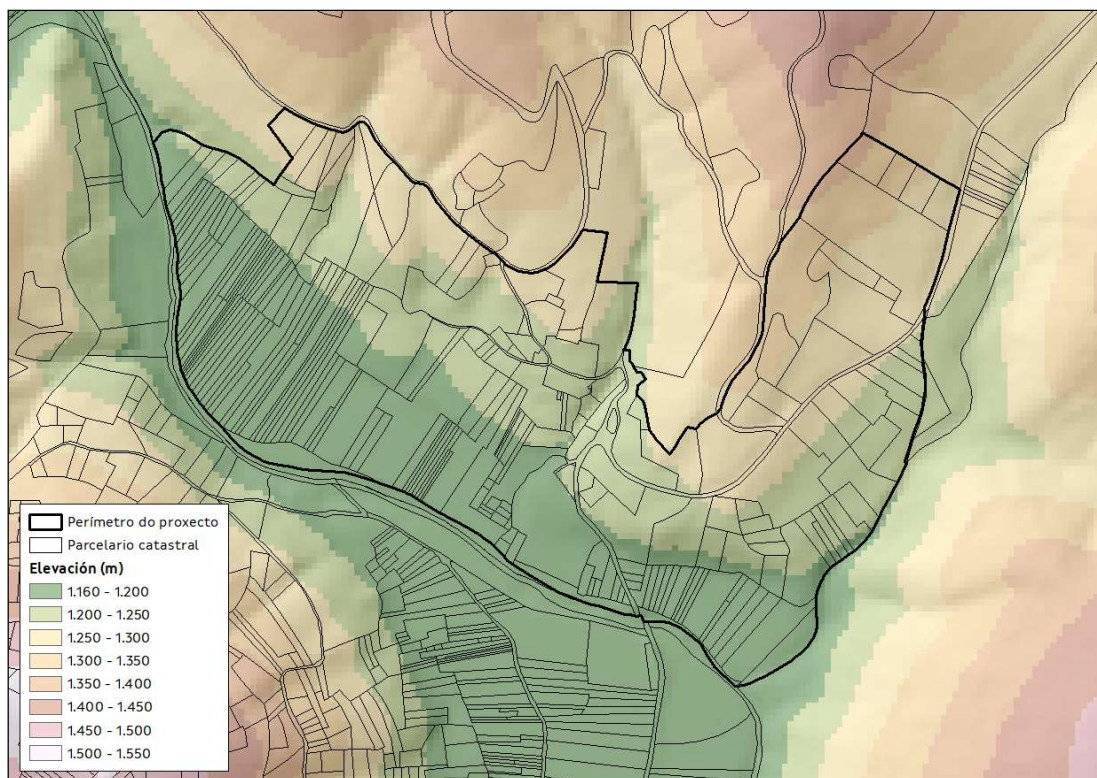 Perímetro do proxecto
Parcelario catastral
Elevación (m)
1.160 - 1.200
1.200 - 1.250
1.250 - 1.300
1.300 - 1.350
1.350 - 1.400
1.400 - 1.450
1.450 - 1.500
1.500 - 1.550